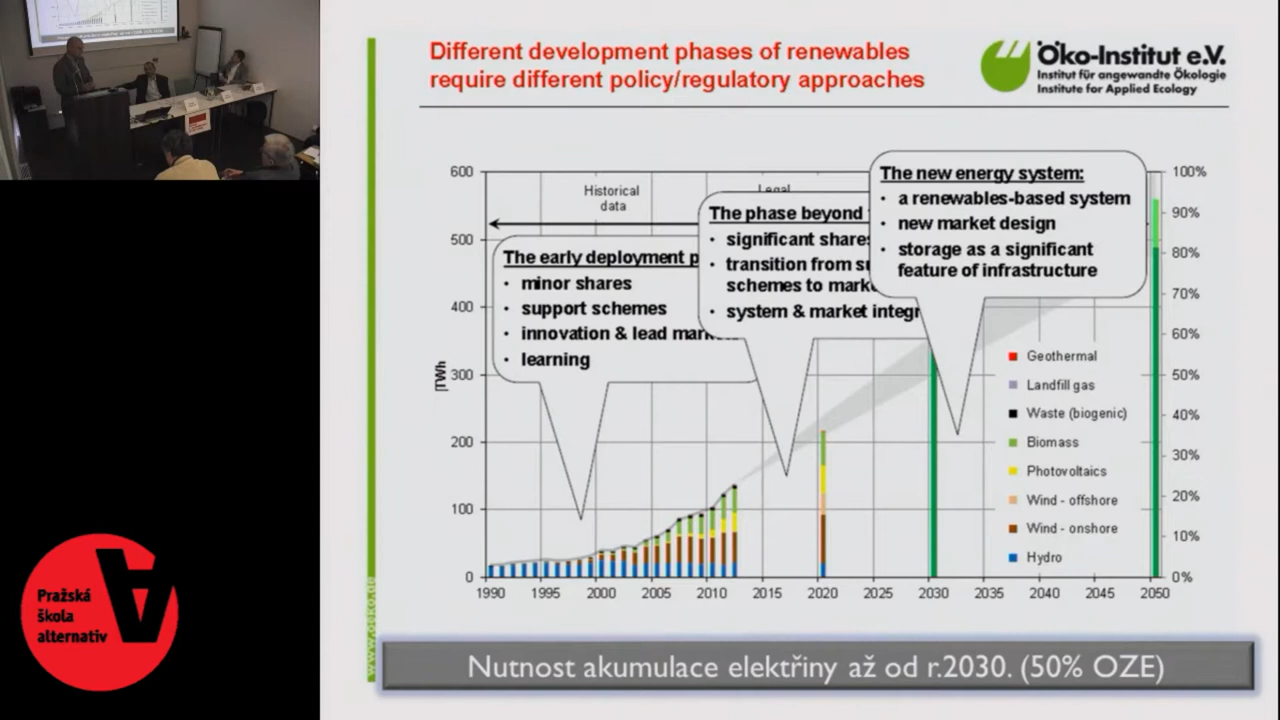 Different development phases of renewables
require different policy/regulatory approaches
Öko-Institut e.V.
Institut für angewandte Ökologie
Institute for Applied Ecology
600
500
400
300
200
100
0
TWh
Historical
data
Legal
The early deployment p
• minor shares
• support schemes
• innovation & lead mark
• learning
The phase beyond
• significant shares
• transition from su
schemes to marke
• system & market integr
The new energy system:
• a renewables-based system
• new market design
• storage as a significant
feature of infrastructure
100%
90%
80%
70%
60%
50%
40%
30%
20%
10%
0%
Geothermal
Landfill gas
Waste (biogenic)
Biomass
Photovoltaics
Wind - offshore
Wind - onshore
Hydro
1990 1995 2000 2005 2010 2015 2020 2025 2030 2035 2040 2045 2050
www.oeko.de
Nutnost akumulace elektřiny až od r.2030. (50% OZE)
Pražská
škola
alternativ